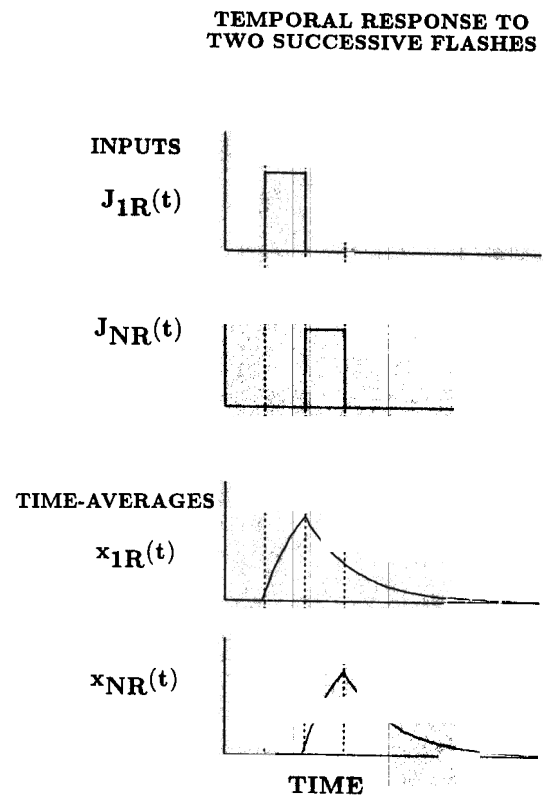 TEMPORAL RESPONSE TO
TWO SUCCESSIVE FLASHES
INPUTS
J1R(t)
JNR(t)
TIME-AVERAGES
x1R(t)
xNR(t)
TIME